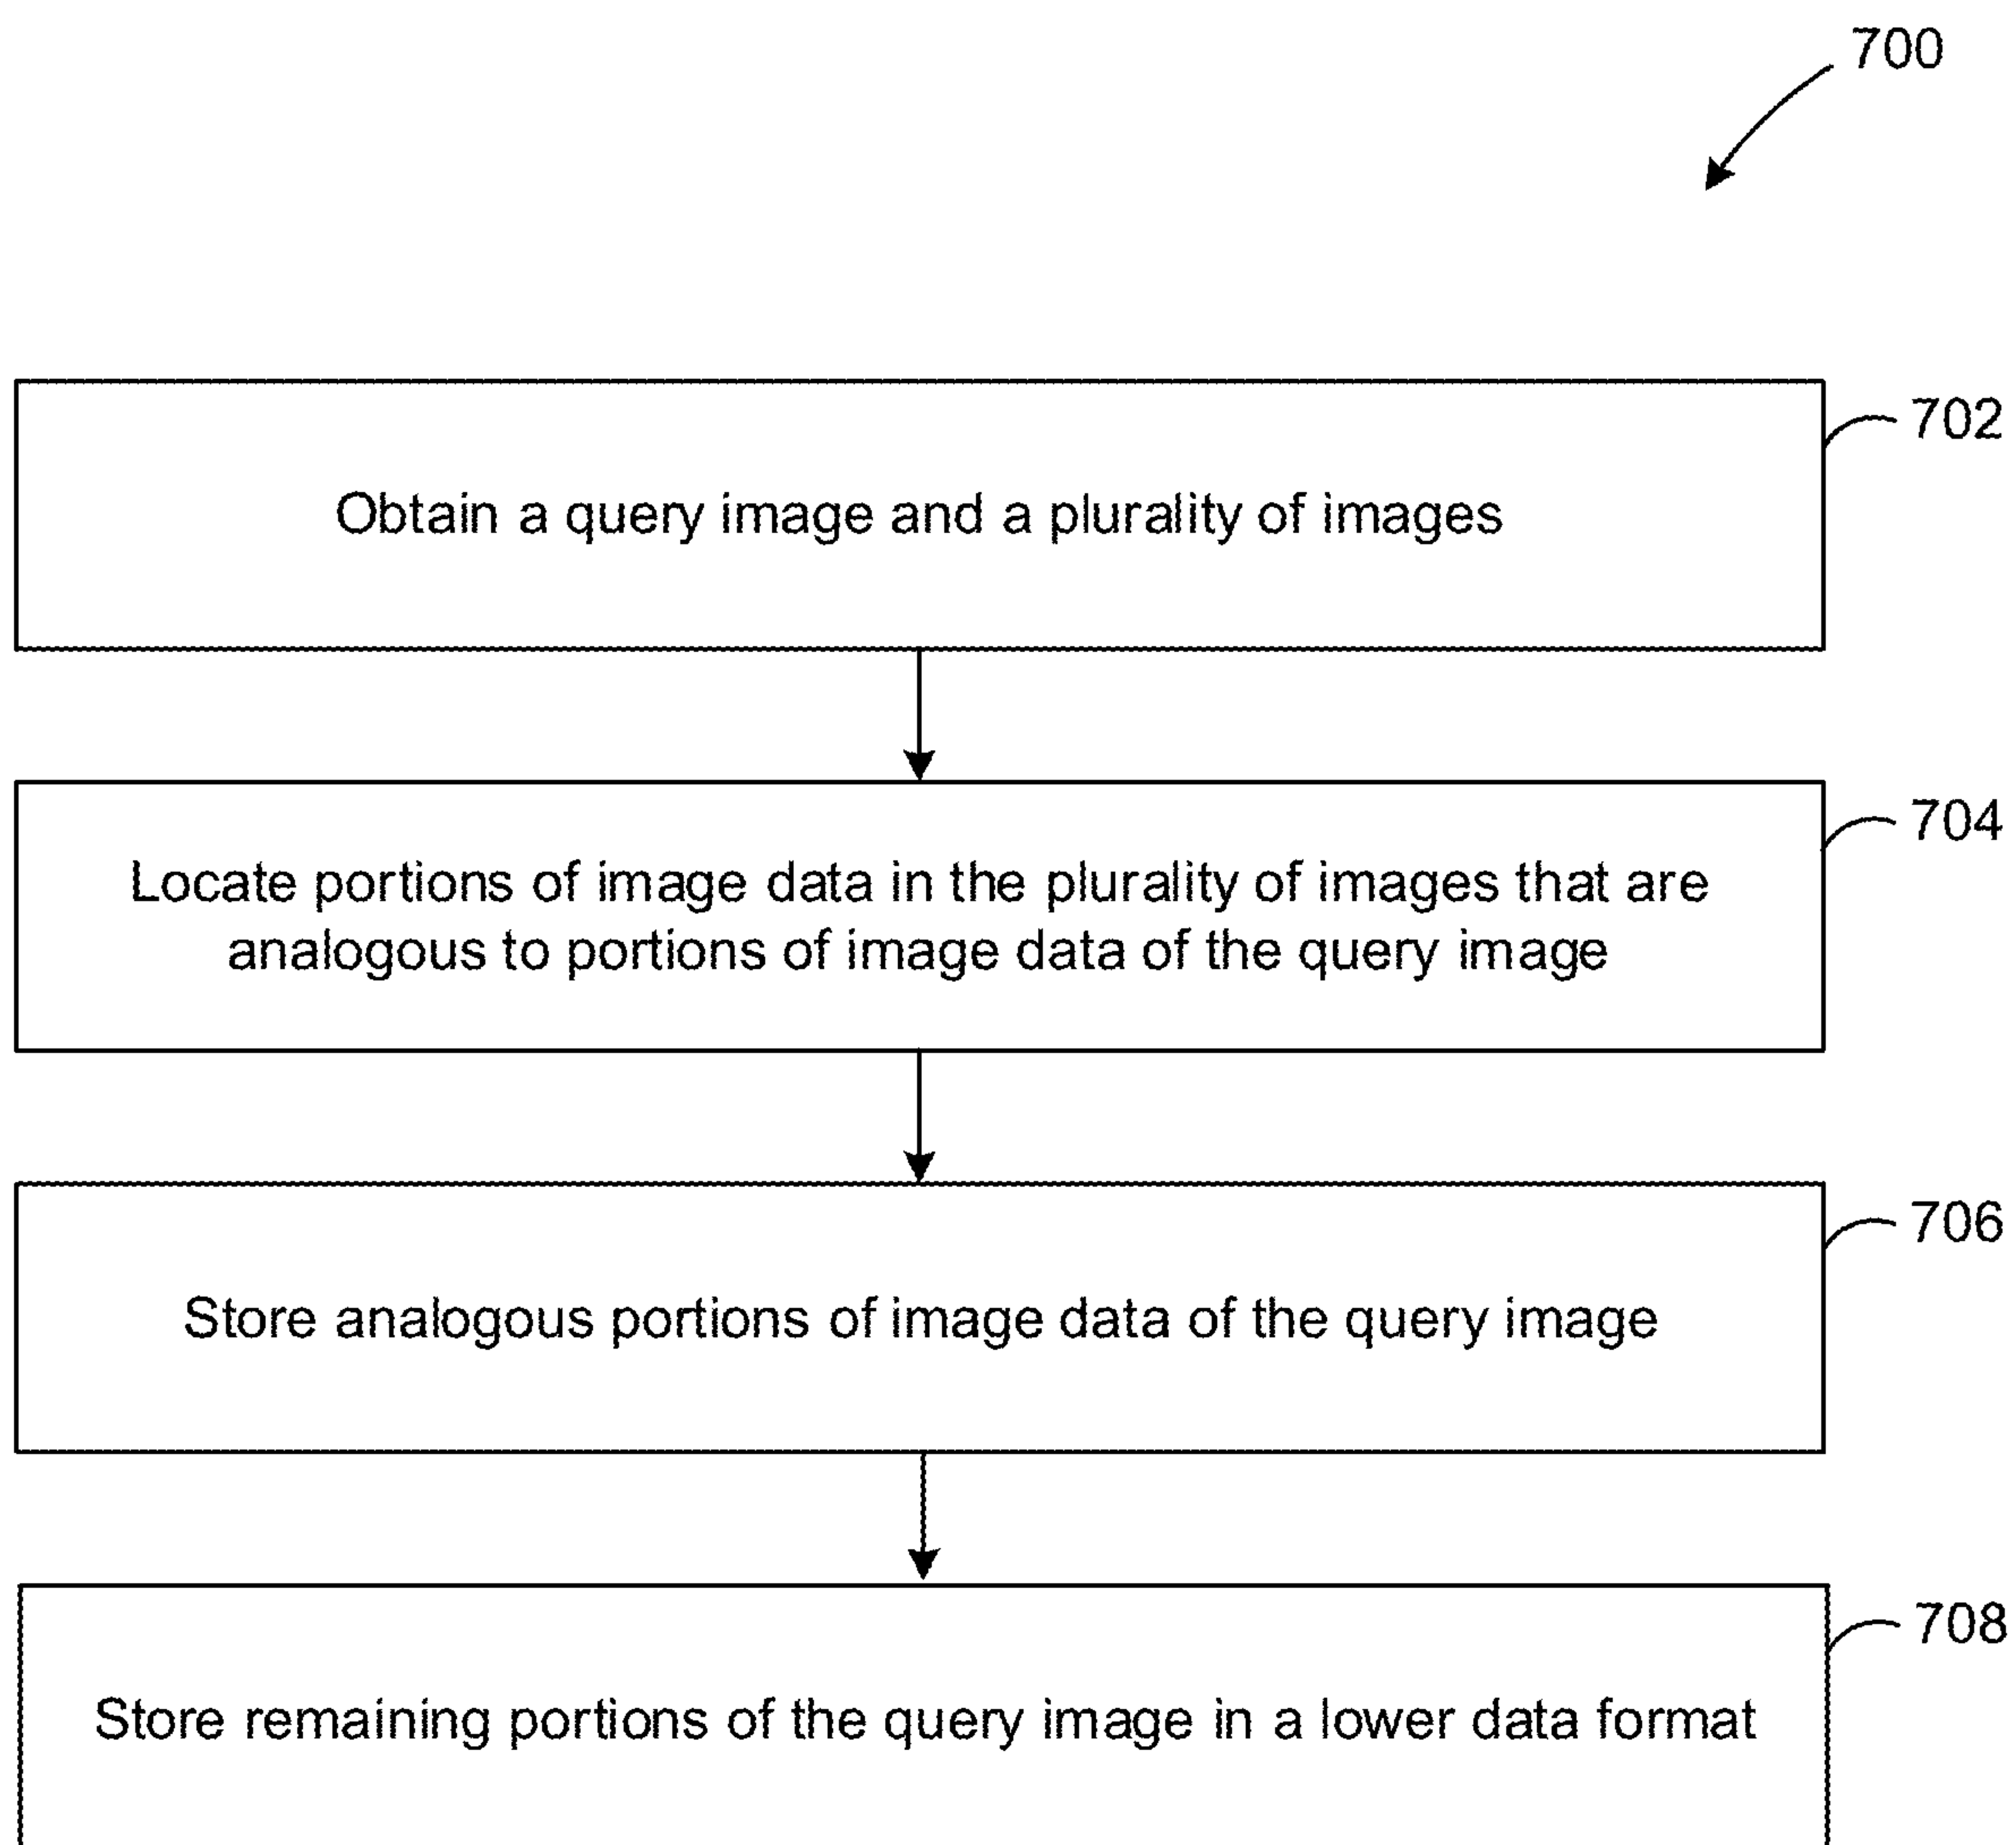 700
702
Obtain a query image and a plurality of images
704
Locate portions of image data in the plurality of images that are
analogous to portions of image data of the query image
706
Store analogous portions of image data of the query image
708
Store remaining portions of the query image in a lower data format